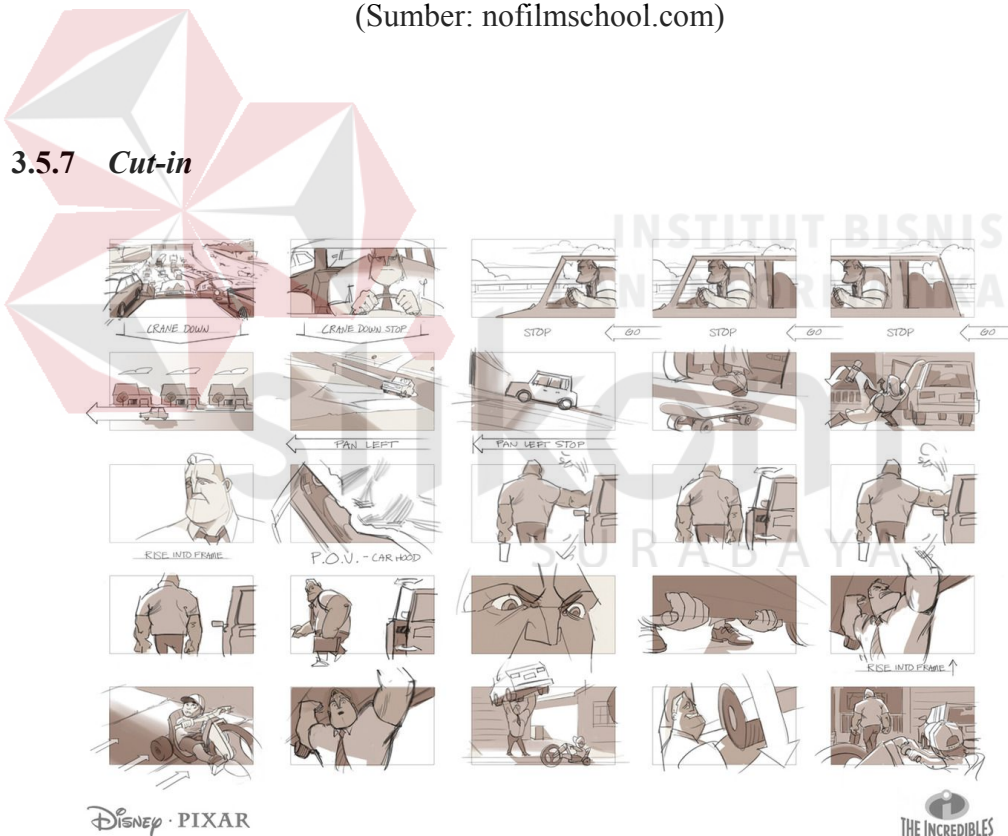 (Sumber: nofilmschool.com)
3.5.7 Cut-in
INSTITUT BISNIS
CRANE DOWN
CRANE DOWN STOP
STOP
GO
STOP
GO
STOP
GO
stikom
PAN LEFT
PAN LEFT STOP
SURABAYA
RISE INTO FRAME
P.O.V. - CAR HOOD
RISE INTO FRAME
DISNEY · PIXAR
THE INCREDIBLES